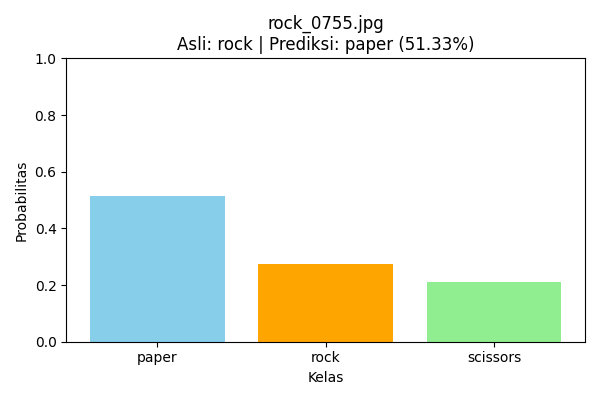 rock_0755.jpg
Asli: rock | Prediksi: paper (51.33%)
Probabilitas
1.0
0.8
0.6
0.4
0.2
0.0
paper
rock
scissors
Kelas